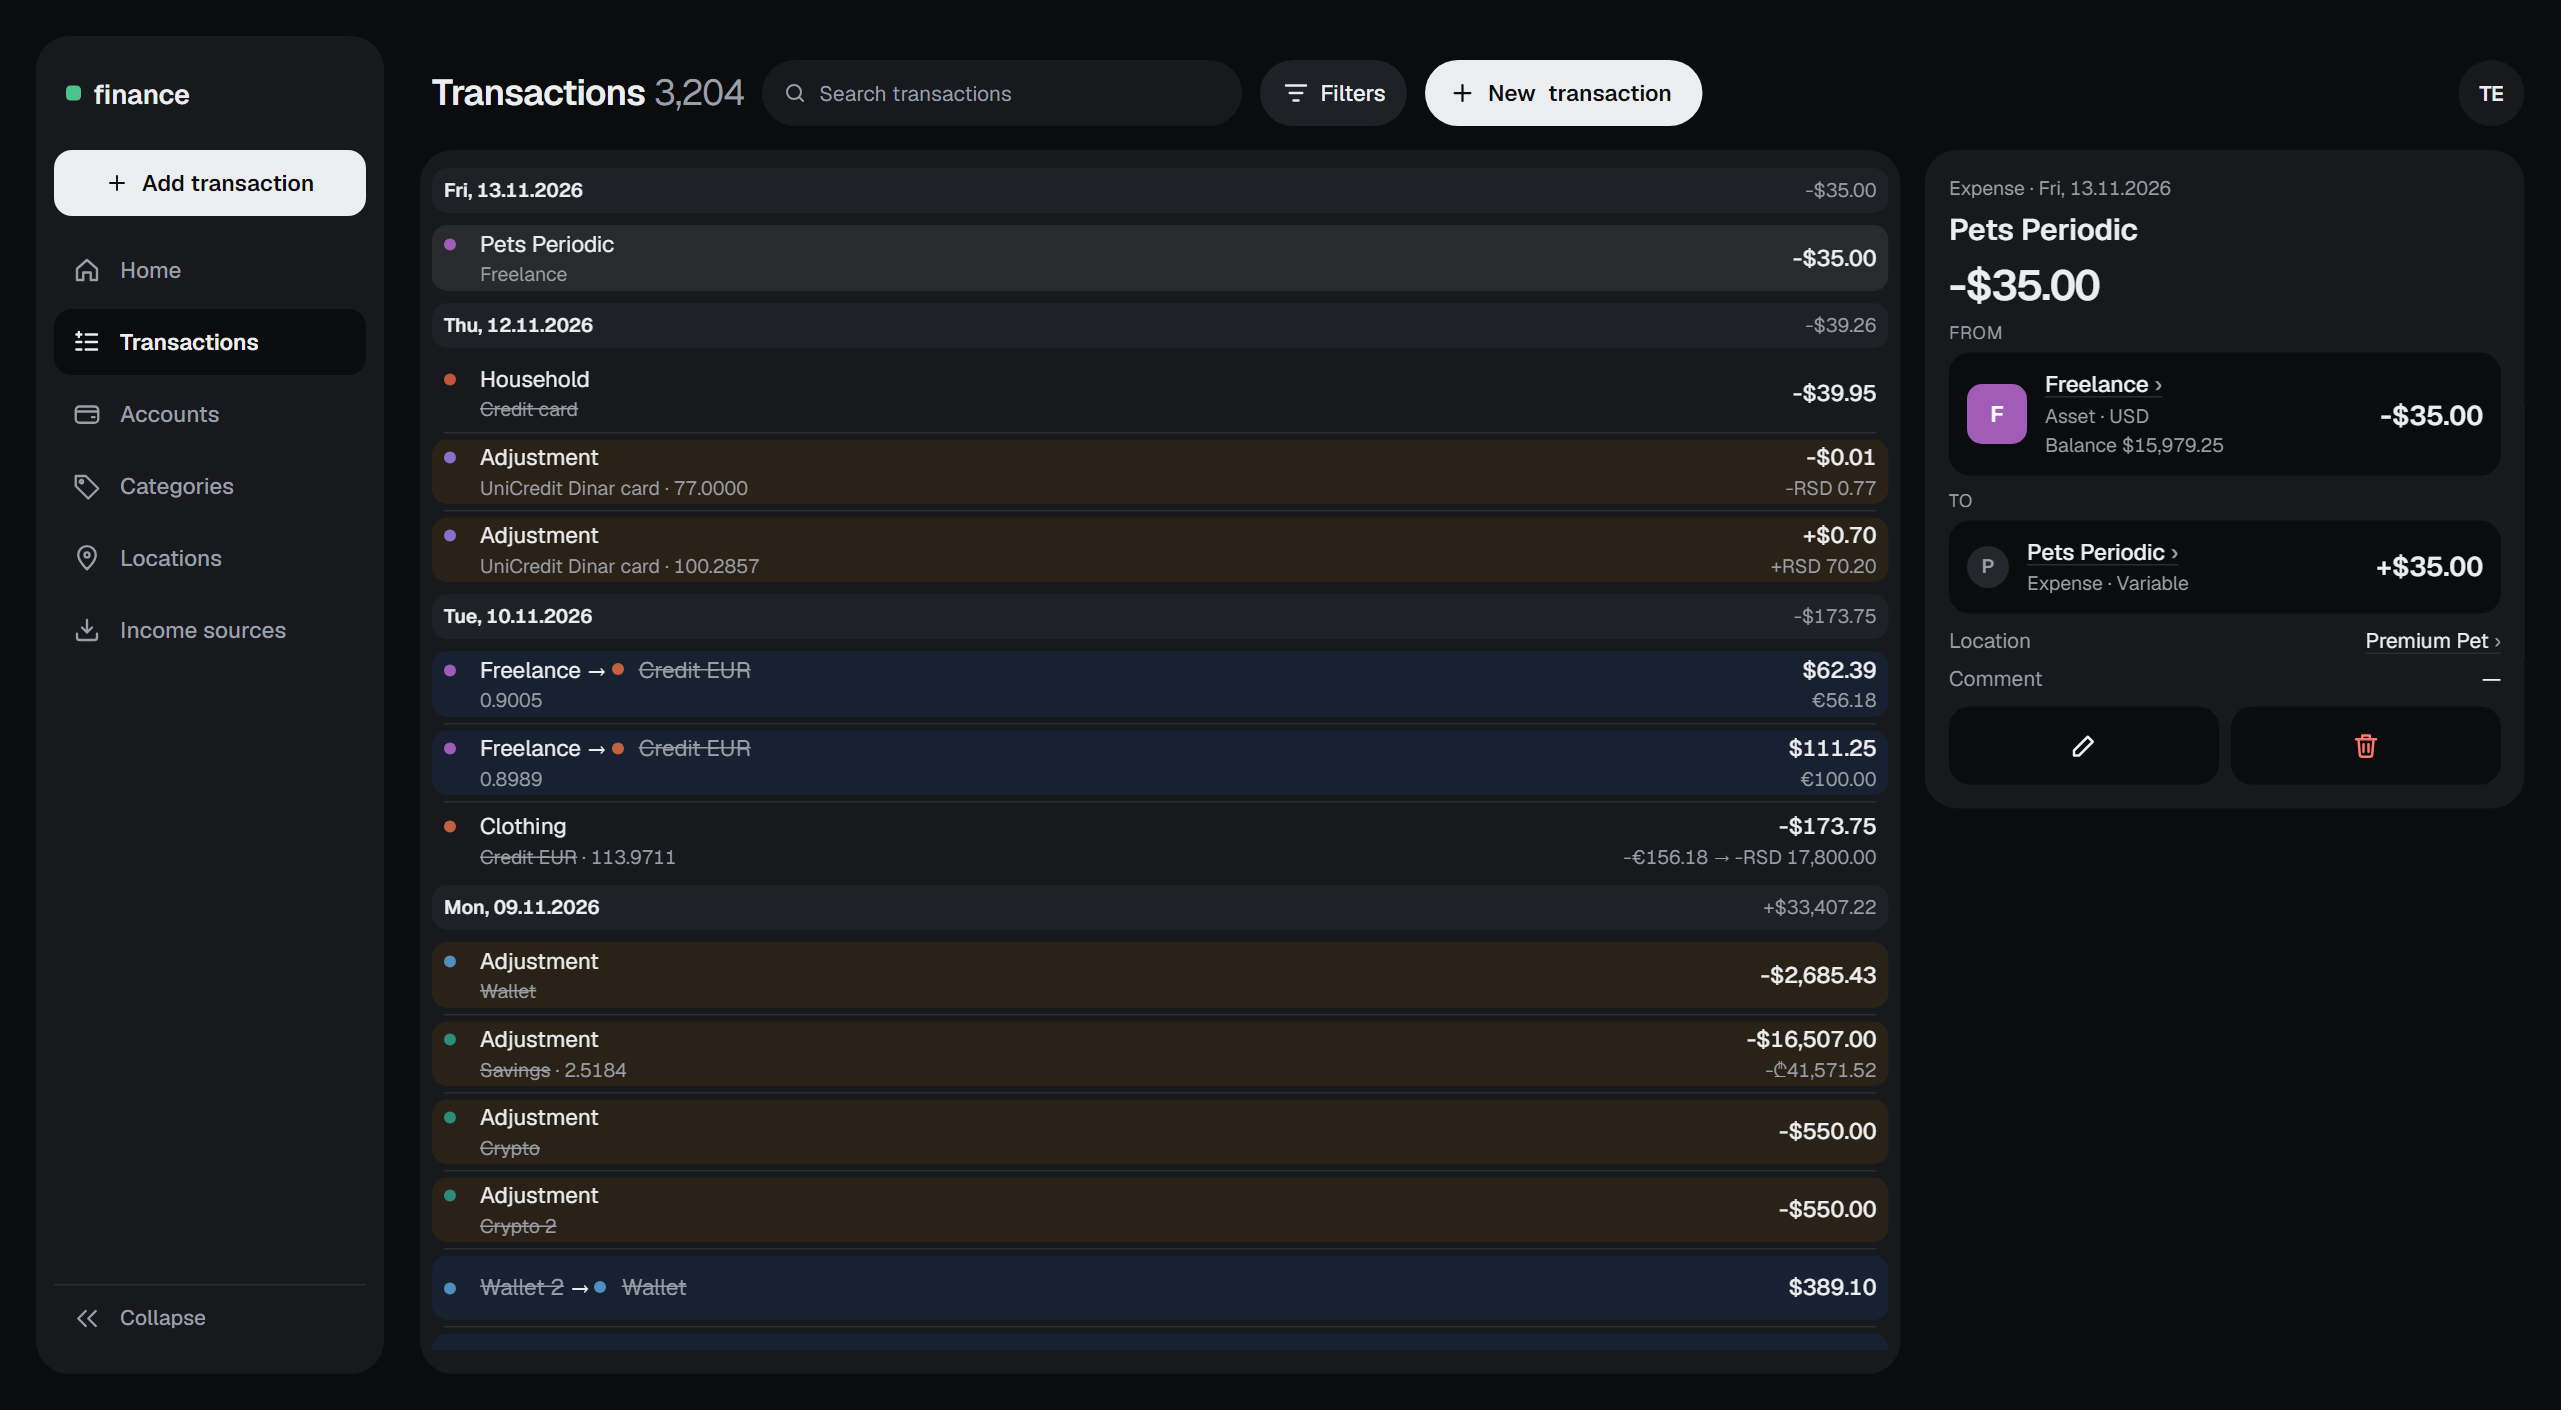 finance
Add transaction
Home
Transactions
Accounts
Categories
Locations
Income sources
Collapse
Transactions 3,204
Search transactions
Filters
New transaction
TE
Fri, 13.11.2026 -$35.00
Pets Periodic
Freelance
-$35.00
Thu, 12.11.2026 -$39.26
Household
Credit card
-$39.95
Adjustment -$0.01
UniCredit Dinar card · 77.0000 -RSD 0.77
Adjustment +$0.70
UniCredit Dinar card · 100.2857 +RSD 70.20
Tue, 10.11.2026 -$173.75
Freelance → Credit EUR $62.39
0.9005 €56.18
Freelance → Credit EUR $111.25
0.8989 €100.00
Clothing -$173.75
Credit EUR · 113.9711 -€156.18 → -RSD 17,800.00
Mon, 09.11.2026 +$33,407.22
Adjustment
Wallet
-$2,685.43
Adjustment -$16,507.00
Savings · 2.5184 -₾41,571.52
Adjustment
Crypto
-$550.00
Adjustment
Crypto 2
-$550.00
Wallet 2 → Wallet $389.10
Expense · Fri, 13.11.2026
Pets Periodic
-$35.00
FROM
F
Freelance ›
Asset · USD
Balance $15,979.25
-$35.00
TO
P
Pets Periodic ›
Expense · Variable
+$35.00
Location Premium Pet ›
Comment —